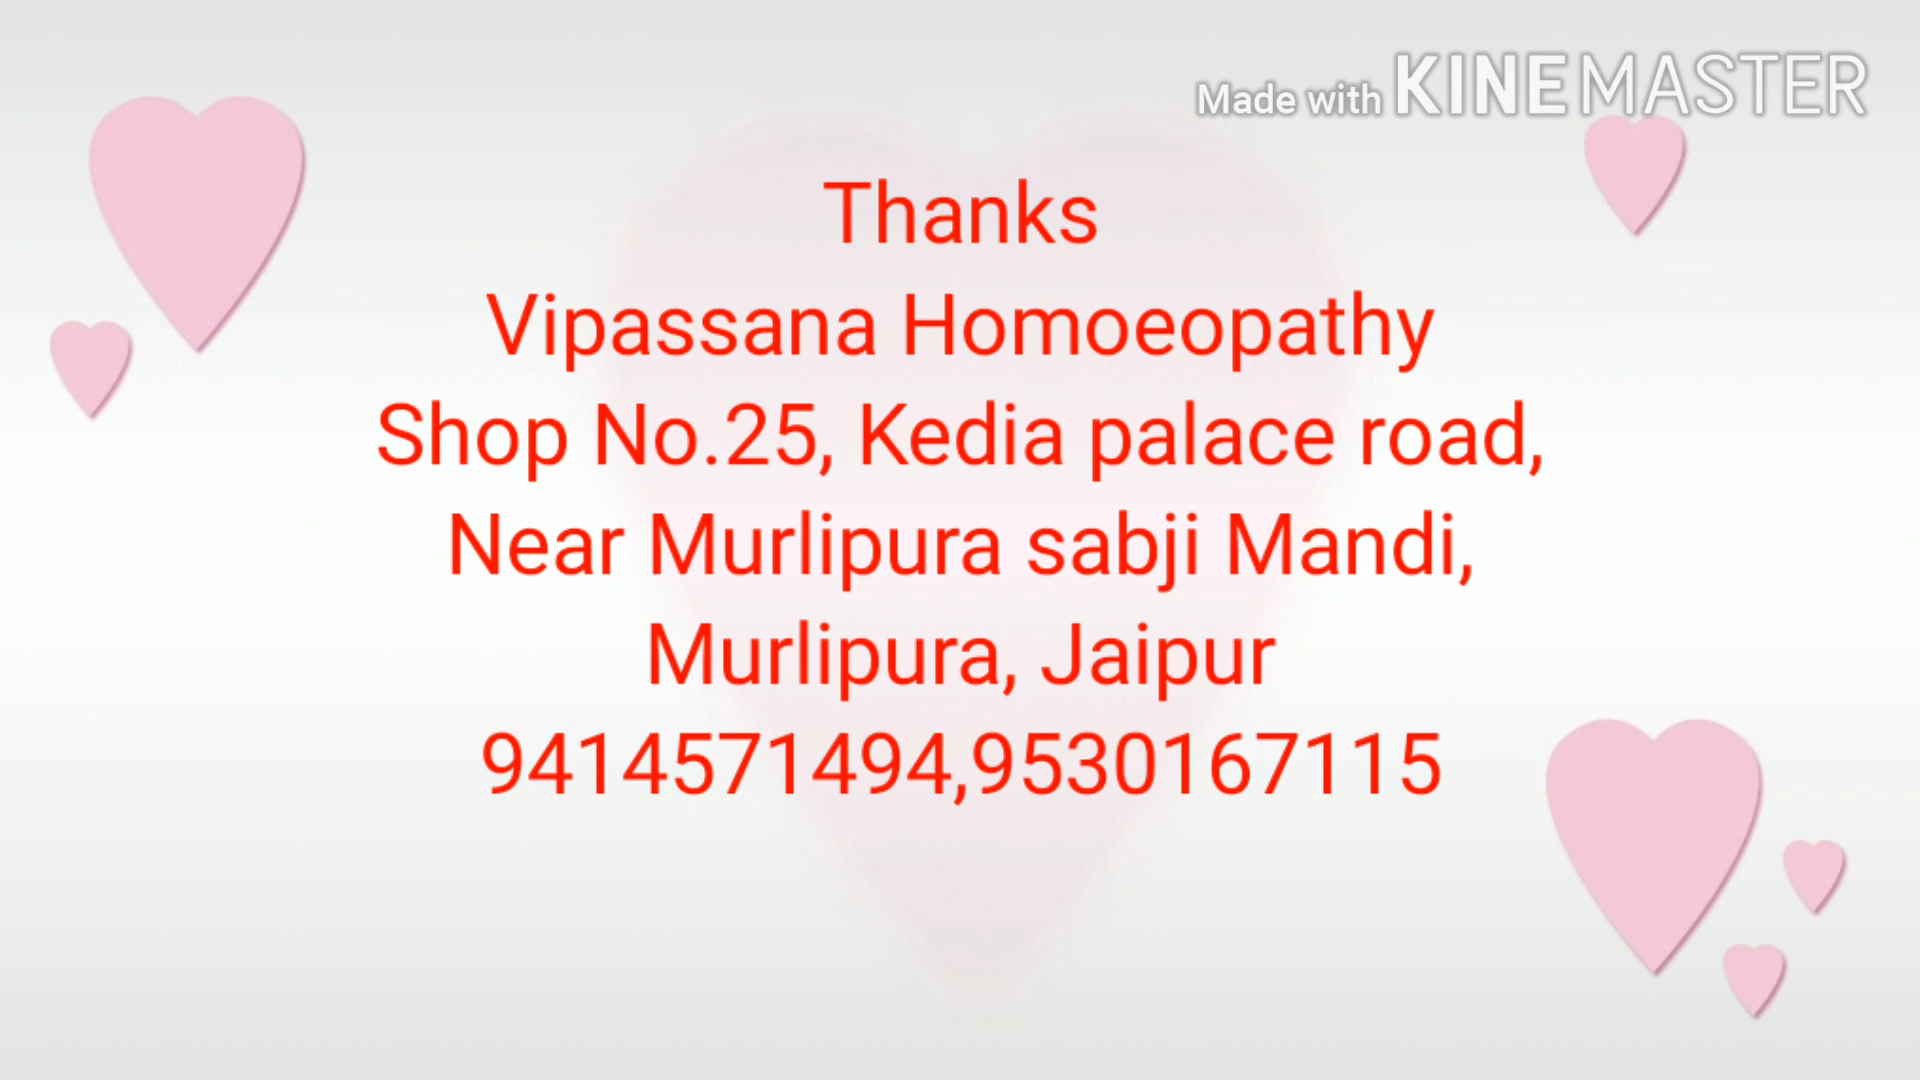 Made with KINEMASTER
Thanks
Vipassana Homoeopathy
Shop No.25, Kedia palace road,
Near Murlipura sabji Mandi,
Murlipura, Jaipur
9414571494,9530167115